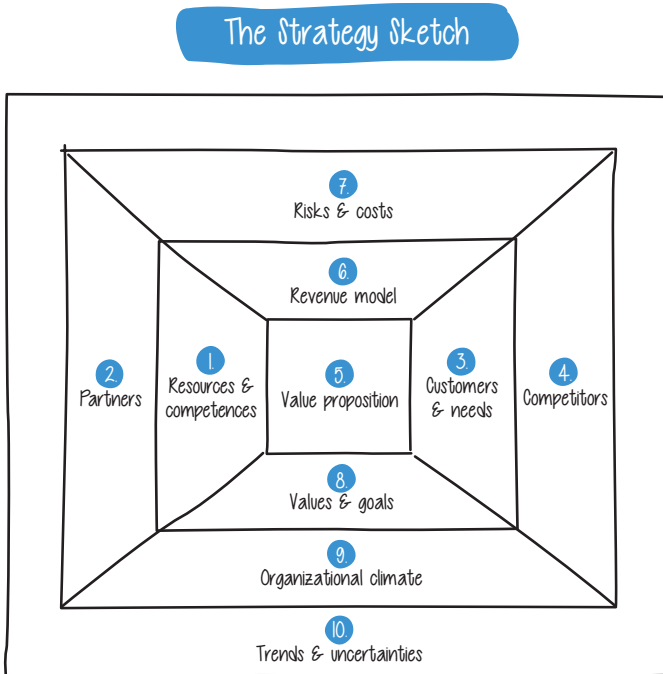 The Strategy Sketch
7.
Risks & costs
6.
Revenue model
2.
Partners
1.
Resources &
competences
5.
Value proposition
3.
Customers
& needs
4.
Competitors
8.
Values & goals
9.
Organizational climate
10.
Trends & uncertainties